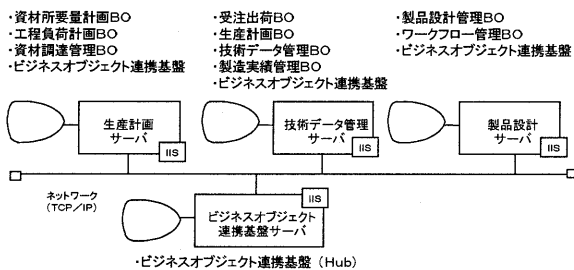 ・資材所要量計画BO
・工程負荷計画BO
・資材調達管理BO
・ビジネスオブジェクト連携基盤
・受注出荷BO
・生産計画BO
・技術データ管理BO
・製造実績管理BO
・ビジネスオブジェクト連携基盤
・製品設計管理BO
・ワークフロー管理BO
・ビジネスオブジェクト連携基盤
生産計画
サーバ
IIS
技術データ管理
サーバ
IIS
製品設計
サーバ
IIS
ネットワーク
(TCP/IP)
IIS
ビジネスオブジェクト
連携基盤サーバ
・ビジネスオブジェクト連携基盤(Hub)